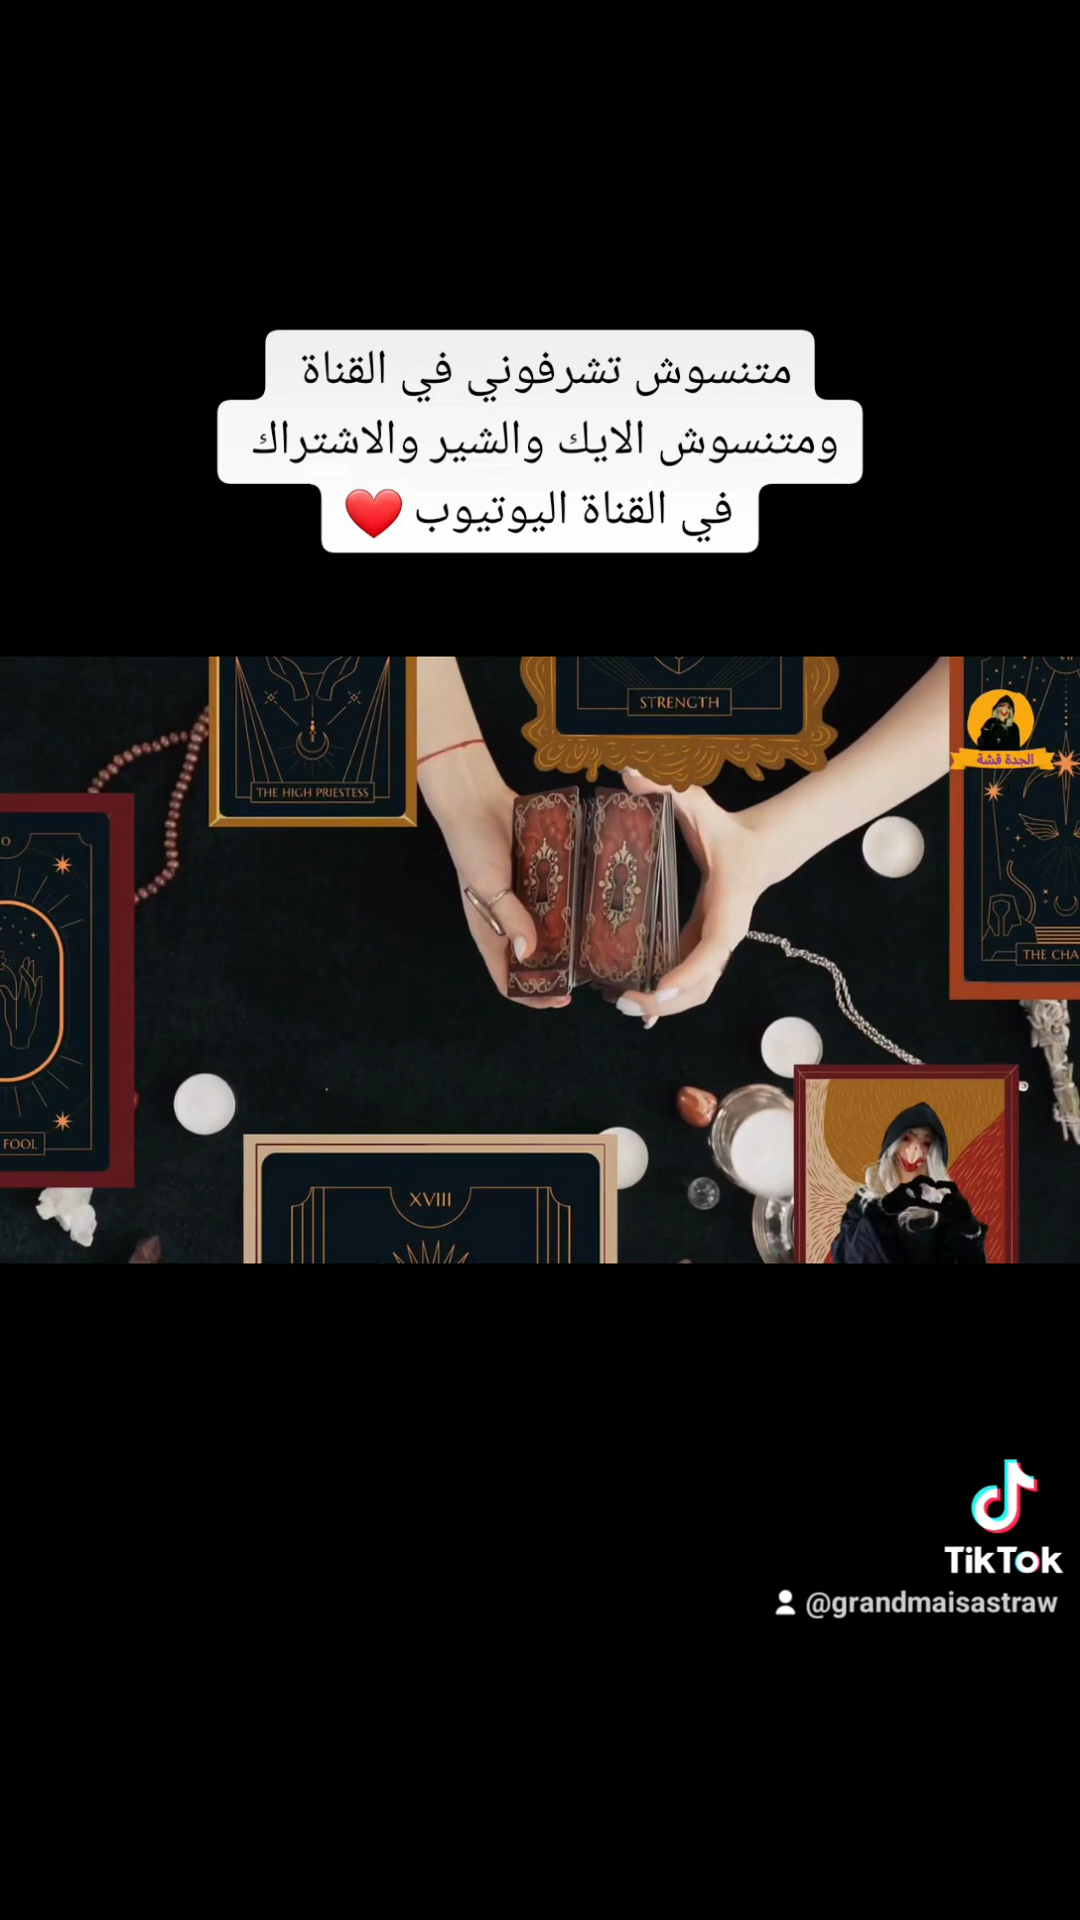 متنسوش تشرفوني في القناة
ومتنسوش الايك والشير والاشتراك
في القناة اليوتيوب ❤️
STRENGTH
الجدة قشة
THE HIGH PRIESTESS
O
THE CHA
FOOL
XVIII
TikTok
@grandmaisastraw